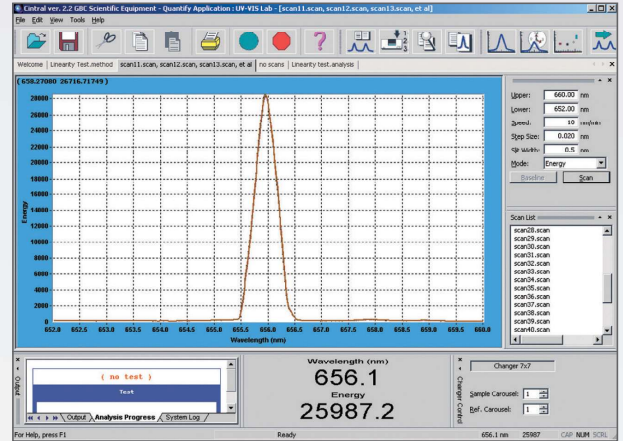 Cintral ver. 2.2 GBC Scientific Equipment - Quantify Application : UV-VIS Lab - [scan11.scan, scan12.scan, scan13.scan, et al]
File Edit View Tools Help
Welcome Linearity Test.method scan11.scan, scan12.scan, scan13.scan, et al no scans Linearity test.analysis
( 658.27080 26716.71749 )
28000
26000
24000
22000
20000
18000
16000
14000
12000
10000
8000
6000
4000
2000
0
Energy
652.0 652.5 653.0 653.5 654.0 654.5 655.0 655.5 656.0 656.5 657.0 657.5 658.0 658.5 659.0 659.5 660.0
Wavelength (nm)
Upper: 660.00 nm
Lower: 652.00 nm
Speed: 10 nm/min
Step Size: 0.020 nm
Slit Width: 0.5 nm
Mode: Energy
Baseline Scan
Scan List
scan28.scan
scan29.scan
scan30.scan
scan31.scan
scan32.scan
scan33.scan
scan34.scan
scan35.scan
scan36.scan
scan37.scan
scan38.scan
scan39.scan
scan40.scan
Output
( no test )
Test
Output Analysis Progress System Log
Wavelength (nm)
656.1
Energy
25987.2
Changer Control
Changer 7x7
Sample Carousel: 1
Ref. Carousel: 1
For Help, press F1 Ready 656.1 nm 25987 CAP NUM SCRL